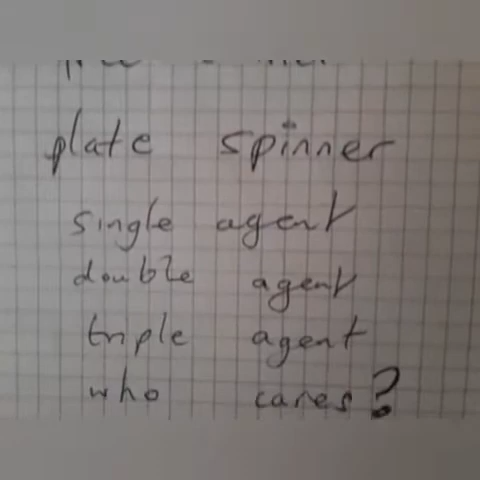 plate spinner
single agent
double agent
triple agent
who cares?